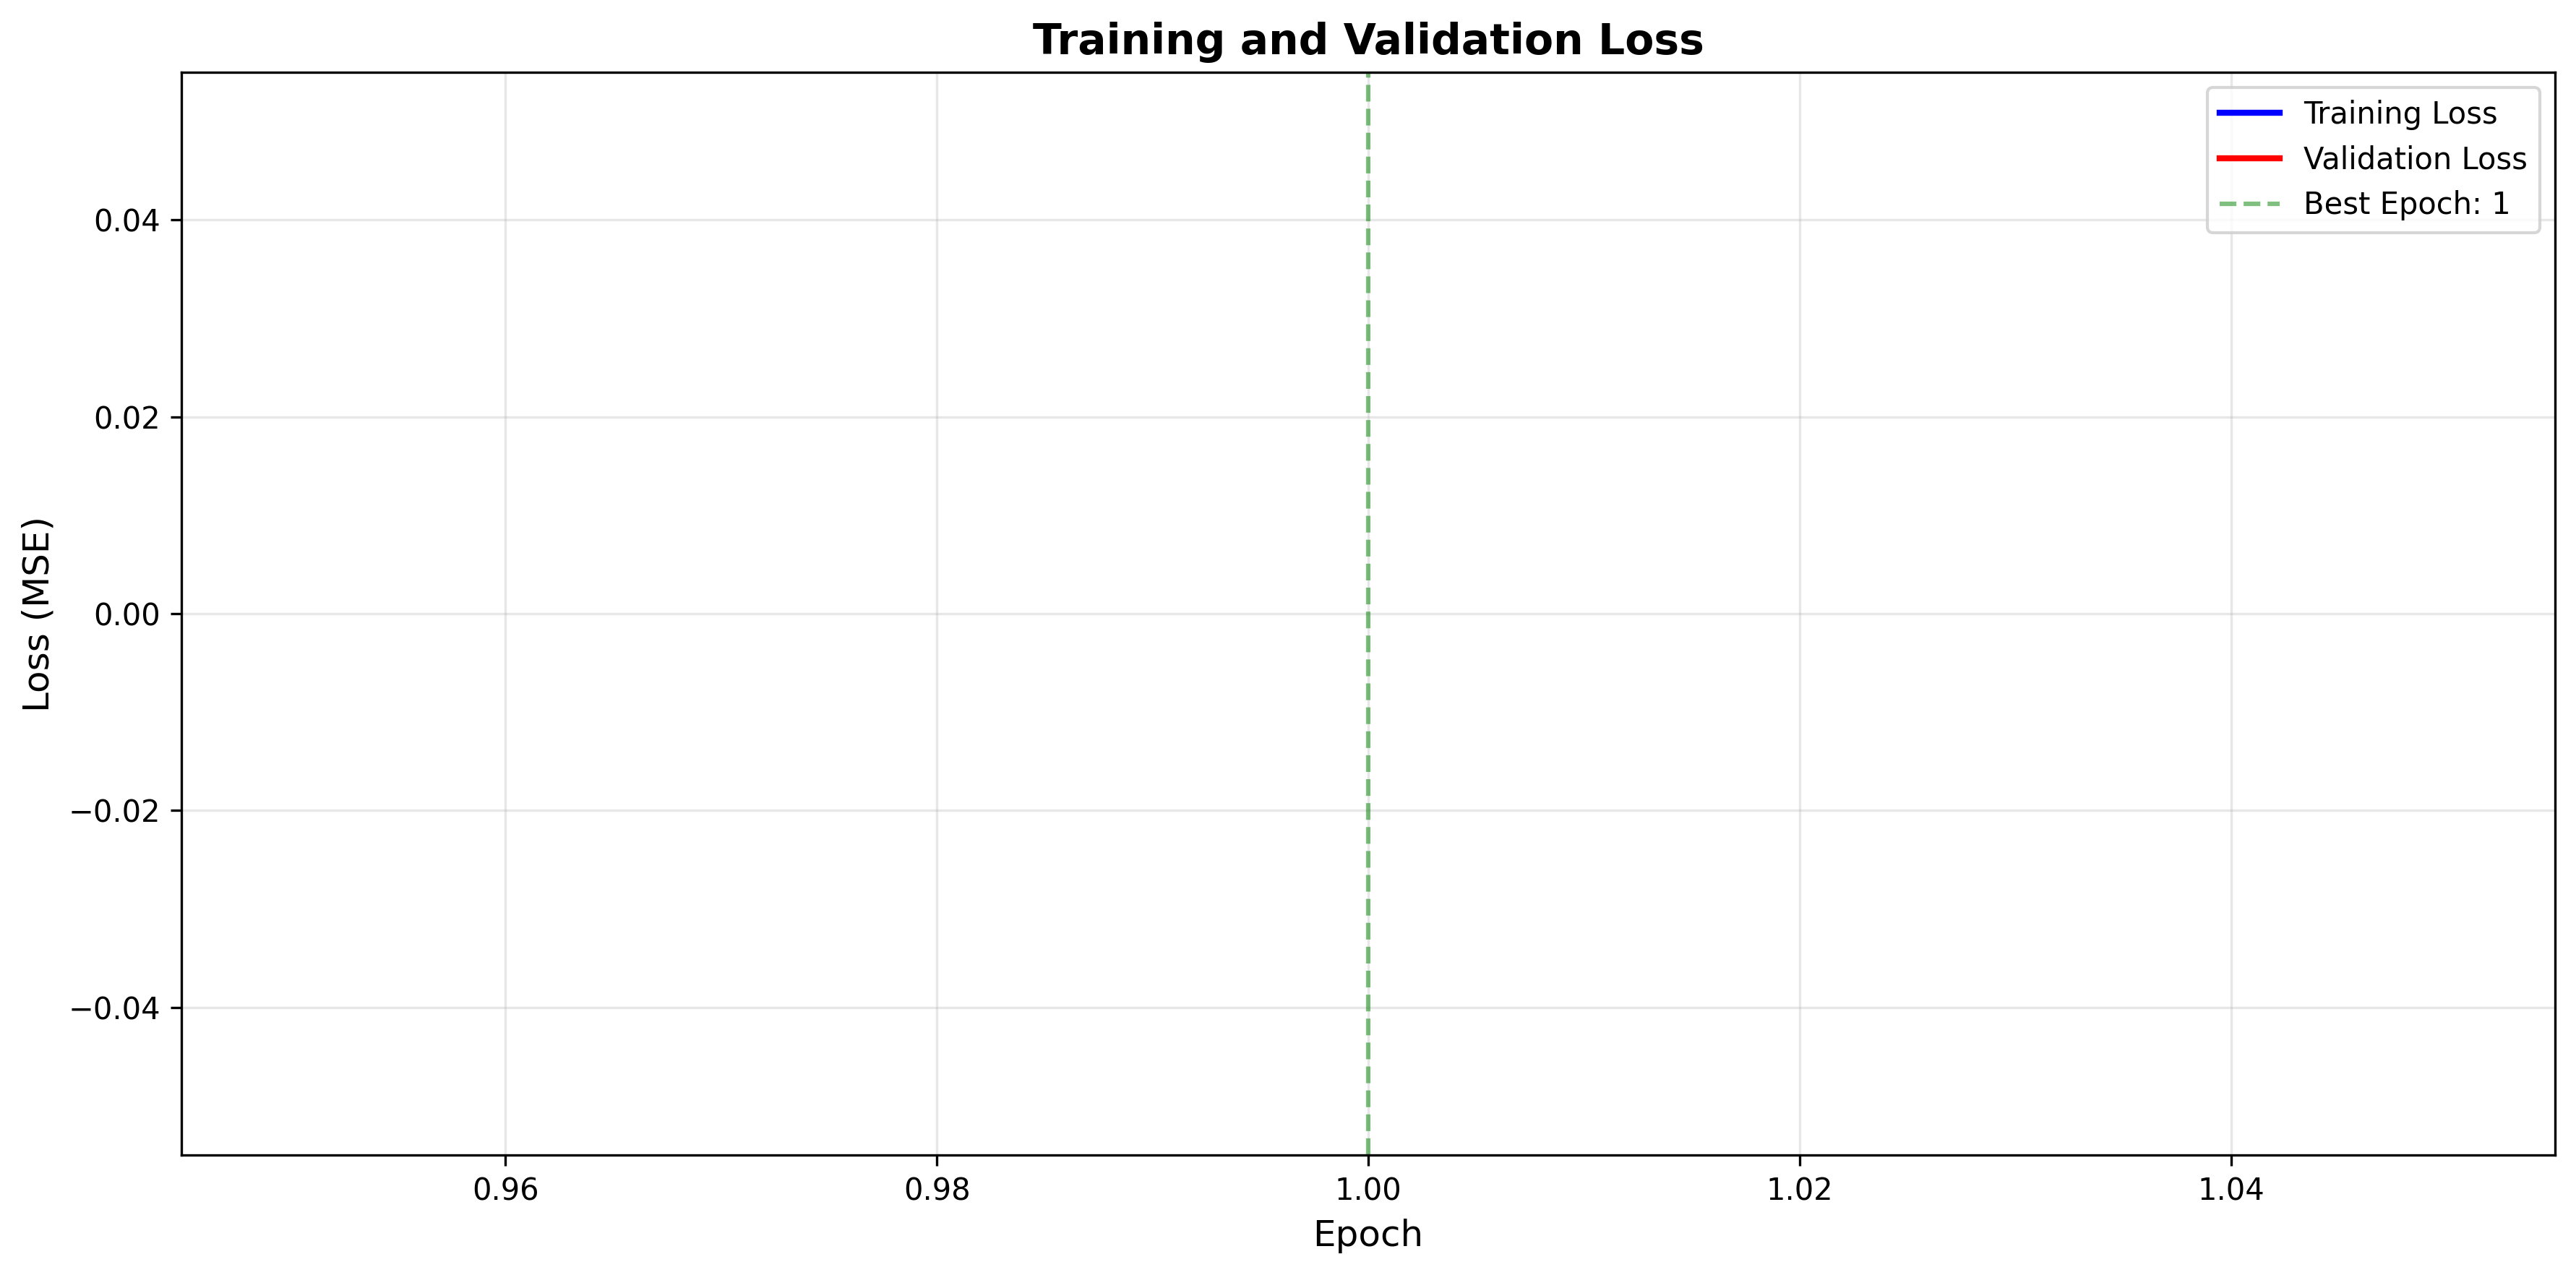 Training and Validation Loss
Training Loss
Validation Loss
Best Epoch: 1
Loss (MSE)
0.04
0.02
0.00
−0.02
−0.04
0.96
0.98
1.00
1.02
1.04
Epoch